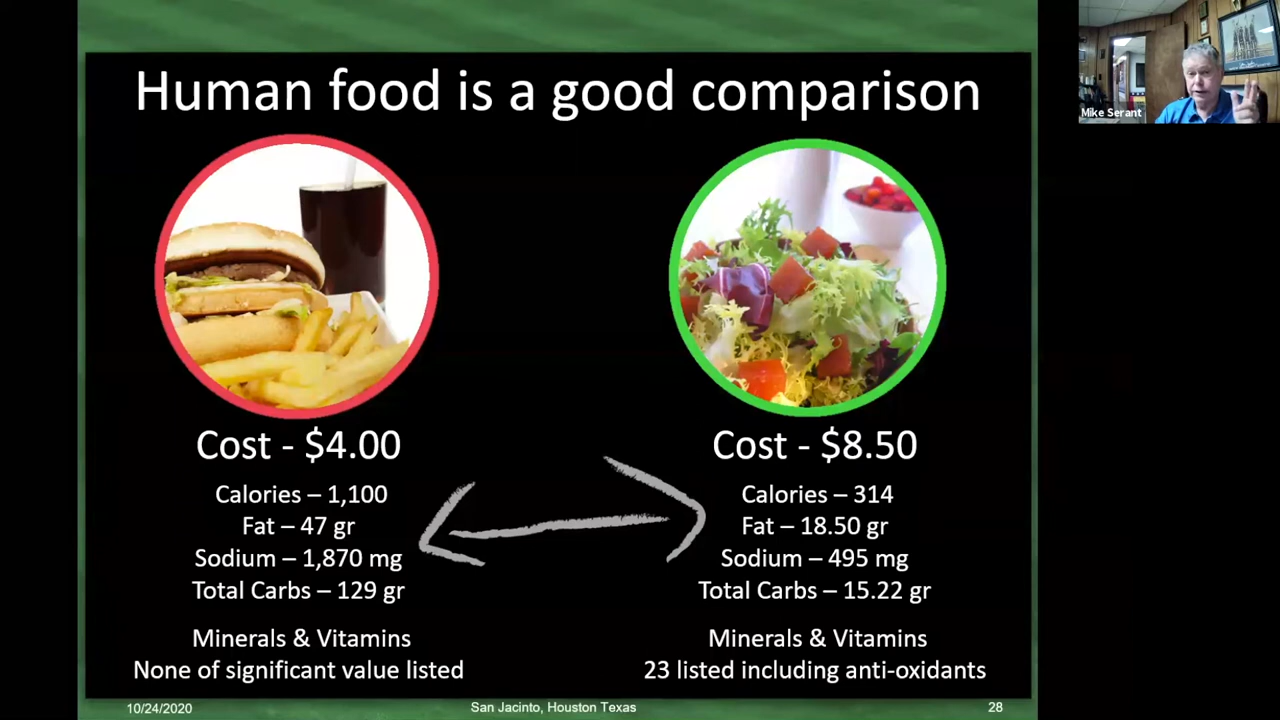 Human food is a good comparison
Mike Serant
Cost - $4.00
Calories – 1,100
Fat – 47 gr
Sodium – 1,870 mg
Total Carbs – 129 gr
Minerals & Vitamins
None of significant value listed
Cost - $8.50
Calories – 314
Fat – 18.50 gr
Sodium – 495 mg
Total Carbs – 15.22 gr
Minerals & Vitamins
23 listed including anti-oxidants
10/24/2020
San Jacinto, Houston Texas
28